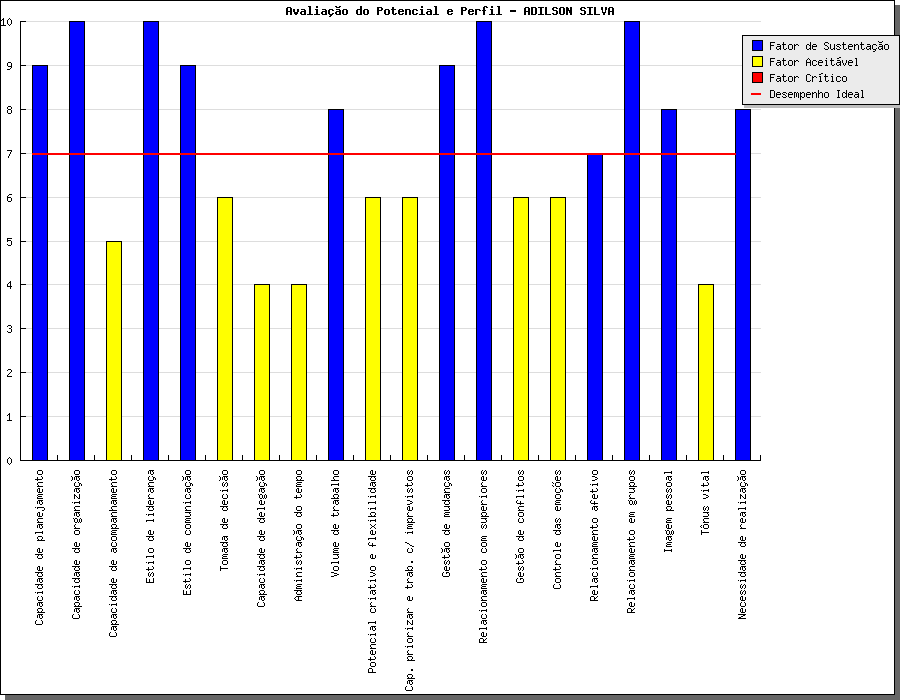 Avaliação do Potencial e Perfil - ADILSON SILVA
Fator de Sustentação
Fator Aceitável
Fator Crítico
Desempenho Ideal
10
9
8
7
6
5
4
3
2
1
0
Capacidade de planejamento
Capacidade de organização
Capacidade de acompanhamento
Estilo de liderança
Estilo de comunicação
Tomada de decisão
Capacidade de delegação
Administração do tempo
Volume de trabalho
Potencial criativo e flexibilidade
Cap. priorizar e trab. c/ imprevistos
Gestão de mudanças
Relacionamento com superiores
Gestão de conflitos
Controle das emoções
Relacionamento afetivo
Relacionamento em grupos
Imagem pessoal
Tônus vital
Necessidade de realização